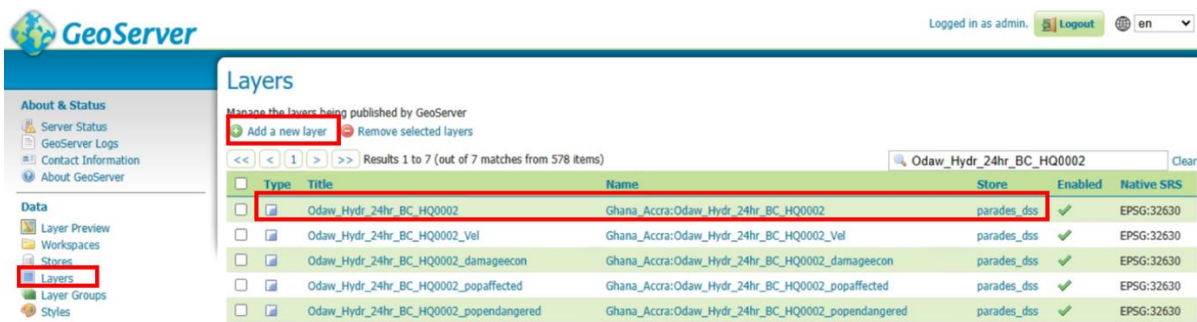 GeoServer
Logged in as admin. Logout en
About & Status
Server Status
GeoServer Logs
Contact Information
About GeoServer
Data
Layer Preview
Workspaces
Stores
Layers
Layer Groups
Styles
Layers
Manage the layers being published by GeoServer
Add a new layer Remove selected layers
<< < 1 > >> Results 1 to 7 (out of 7 matches from 578 items) Odaw_Hydr_24hr_BC_HQ0002 Clear
Type Title Name Store Enabled Native SRS
Odaw_Hydr_24hr_BC_HQ0002 Ghana_Accra:Odaw_Hydr_24hr_BC_HQ0002 parades_dss EPSG:32630
Odaw_Hydr_24hr_BC_HQ0002_Vel Ghana_Accra:Odaw_Hydr_24hr_BC_HQ0002_Vel parades_dss EPSG:32630
Odaw_Hydr_24hr_BC_HQ0002_damageecon Ghana_Accra:Odaw_Hydr_24hr_BC_HQ0002_damageecon parades_dss EPSG:32630
Odaw_Hydr_24hr_BC_HQ0002_popaffected Ghana_Accra:Odaw_Hydr_24hr_BC_HQ0002_popaffected parades_dss EPSG:32630
Odaw_Hydr_24hr_BC_HQ0002_popendangered Ghana_Accra:Odaw_Hydr_24hr_BC_HQ0002_popendangered parades_dss EPSG:32630